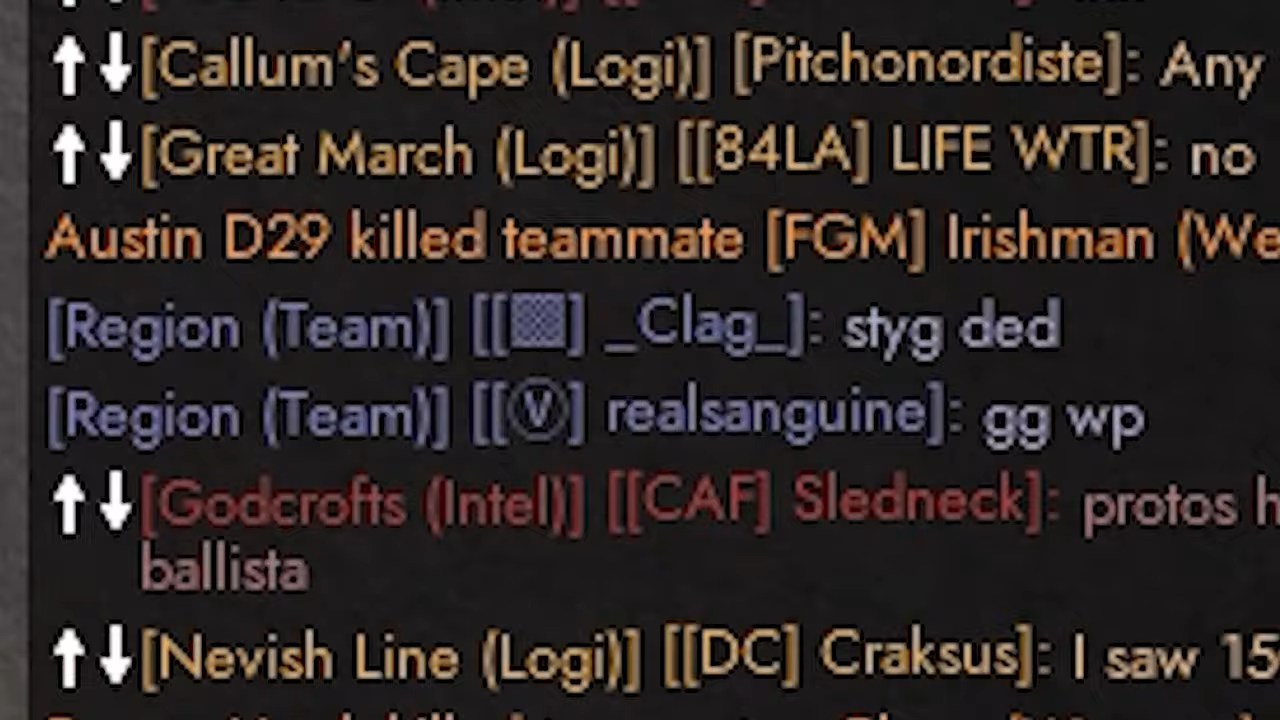 [Callum's Cape (Logi)] [Pitchonordiste]: Any
[Great March (Logi)] [[84LA] LIFE WTR]: no
Austin D29 killed teammate [FGM] Irishman (We
[Region (Team)] [[▒] _Clag_]: styg ded
[Region (Team)] [[Ⓥ] realsanguine]: gg wp
[Godcrofts (Intel)] [[CAF] Sledneck]: protos h
ballista
[Nevish Line (Logi)] [[DC] Craksus]: I saw 15